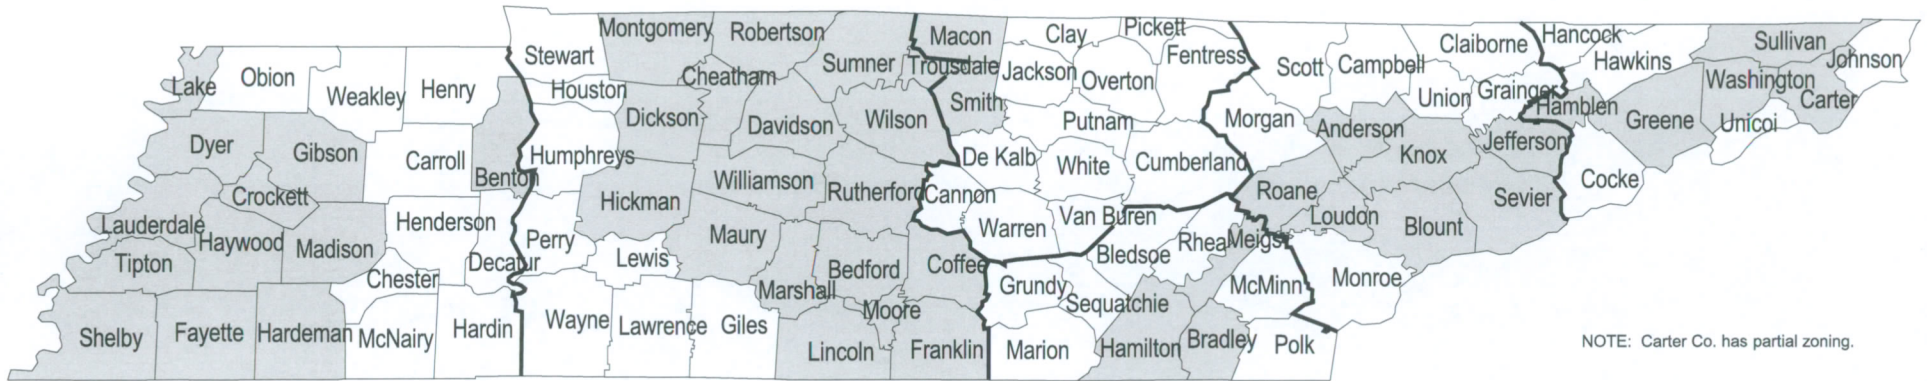 Montgomery
Robertson
Macon
Clay
Pickett
Hancock
Sullivan
Stewart
Sumner
Trousdale
Fentress
Claiborne
Hawkins
Johnson
Lake
Obion
Weakley
Henry
Houston
Cheatham
Jackson
Overton
Scott
Campbell
Union
Grainger
Hamblen
Washington
Carter
Dickson
Davidson
Wilson
Smith
Putnam
Morgan
Anderson
Greene
Unicoi
Dyer
Gibson
Carroll
Benton
Humphreys
De Kalb
White
Cumberland
Knox
Jefferson
Crockett
Hickman
Williamson
Rutherford
Cannon
Roane
Sevier
Cocke
Lauderdale
Haywood
Madison
Henderson
Perry
Lewis
Maury
Warren
Van Buren
Loudon
Blount
Tipton
Chester
Decatur
Bedford
Coffee
Bledsoe
Rhea
Meigs
Marshall
Moore
Grundy
Sequatchie
McMinn
Monroe
Shelby
Fayette
Hardeman
McNairy
Hardin
Wayne
Lawrence
Giles
Lincoln
Franklin
Marion
Hamilton
Bradley
Polk
NOTE: Carter Co. has partial zoning.